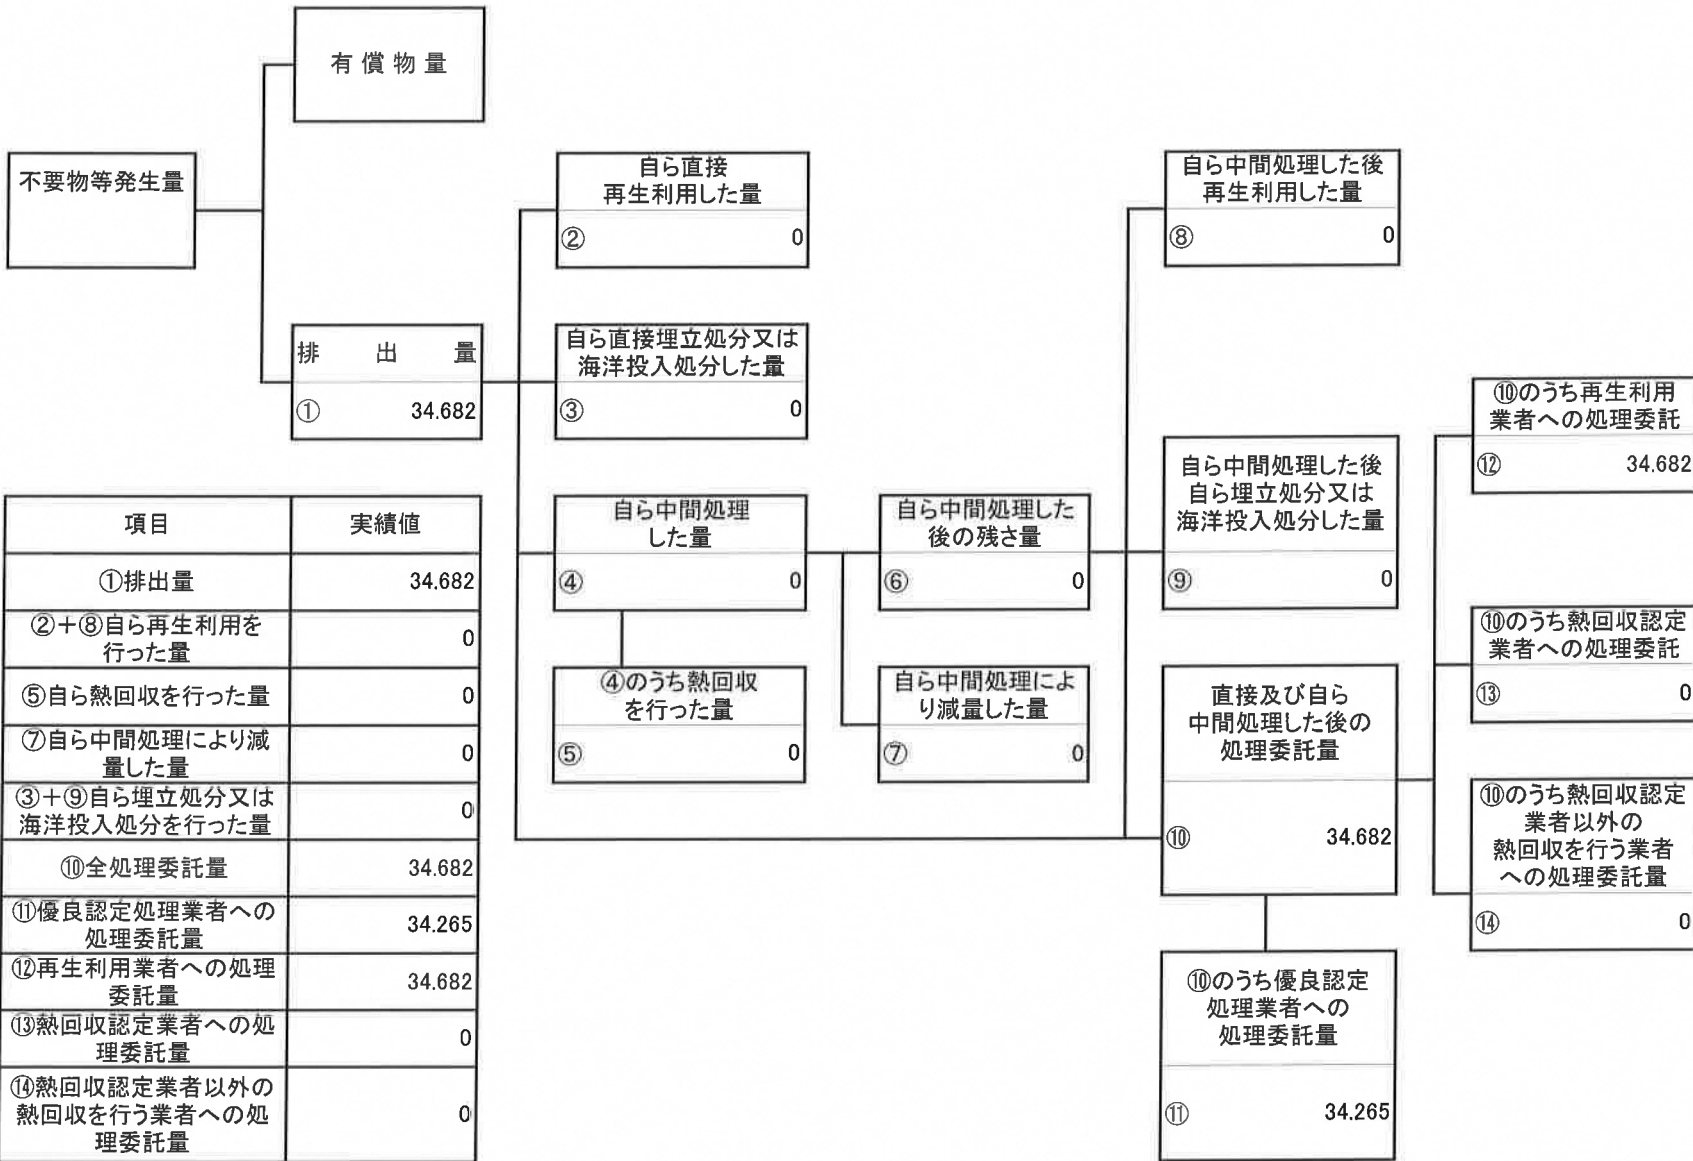 有 償 物 量
不要物等発生量
自ら直接
再生利用した量
② 0
自ら中間処理した後
再生利用した量
⑧ 0
排 出 量
① 34.682
自ら直接埋立処分又は
海洋投入処分した量
③ 0
⑩のうち再生利用
業者への処理委託
⑫ 34.682
自ら中間処理
した量
④ 0
自ら中間処理した
後の残さ量
⑥ 0
自ら中間処理した後
自ら埋立処分又は
海洋投入処分した量
⑨ 0
⑩のうち熱回収認定
業者への処理委託
⑬ 0
④のうち熱回収
を行った量
⑤ 0
自ら中間処理によ
り減量した量
⑦ 0
直接及び自ら
中間処理した後の
処理委託量
⑩ 34.682
⑩のうち熱回収認定
業者以外の
熱回収を行う業者
への処理委託量
⑭ 0
⑩のうち優良認定
処理業者への
処理委託量
⑪ 34.265
項目 実績値
①排出量 34.682
②+⑧自ら再生利用を
行った量 0
⑤自ら熱回収を行った量 0
⑦自ら中間処理により減
量した量 0
③+⑨自ら埋立処分又は
海洋投入処分を行った量 0
⑩全処理委託量 34.682
⑪優良認定処理業者への
処理委託量 34.265
⑫再生利用業者への処理
委託量 34.682
⑬熱回収認定業者への処
理委託量 0
⑭熱回収認定業者以外の
熱回収を行う業者への処
理委託量 0